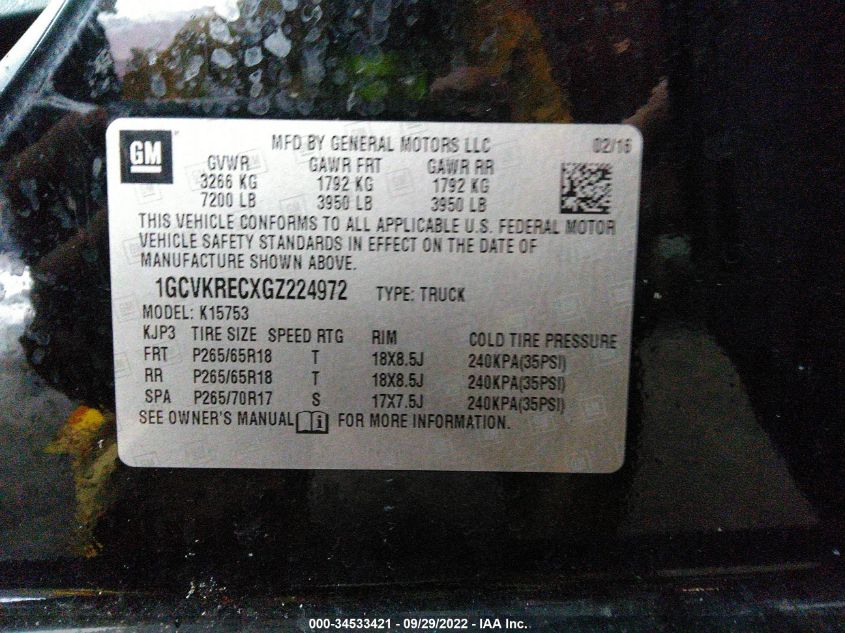 GM MFD BY GENERAL MOTORS LLC 02/16
GVWR GAWR FRT GAWR RR
3266 KG 1792 KG 1792 KG
7200 LB 3950 LB 3950 LB
THIS VEHICLE CONFORMS TO ALL APPLICABLE U.S. FEDERAL MOTOR
VEHICLE SAFETY STANDARDS IN EFFECT ON THE DATE OF
MANUFACTURE SHOWN ABOVE.
1GCVKRECXGZ224972 TYPE: TRUCK
MODEL: K15753
KJP3 TIRE SIZE SPEED RTG RIM COLD TIRE PRESSURE
FRT P265/65R18 T 18X8.5J 240KPA(35PSI)
RR P265/65R18 T 18X8.5J 240KPA(35PSI)
SPA P265/70R17 S 17X7.5J 240KPA(35PSI)
SEE OWNER'S MANUAL FOR MORE INFORMATION.
000-34533421 - 09/29/2022 - IAA Inc.